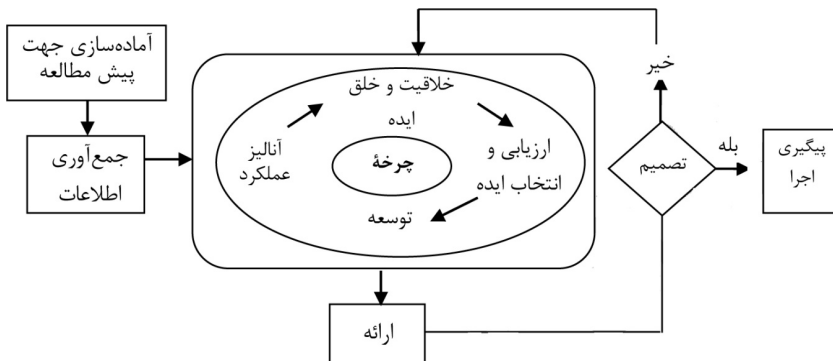 آماده‌سازی جهت
پیش مطالعه
جمع‌آوری
اطلاعات
خلاقیت و خلق
ایده
آنالیز
عملکرد
چرخهٔ
ارزیابی و
انتخاب ایده
توسعه
ارائه
خیر
تصمیم
بله
پیگیری
اجرا